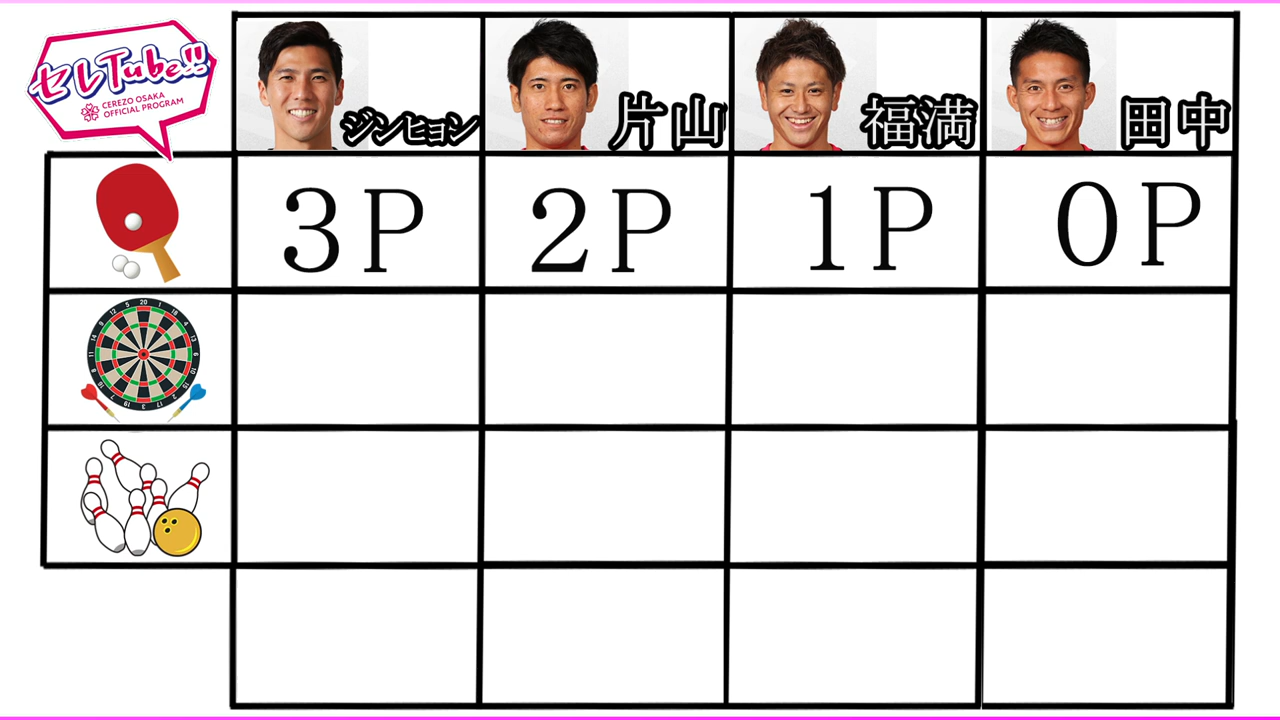 セレTube!!
CEREZO OSAKA
OFFICIAL PROGRAM
ジンヒョン 片山 福満 田中
3P 2P 1P 0P